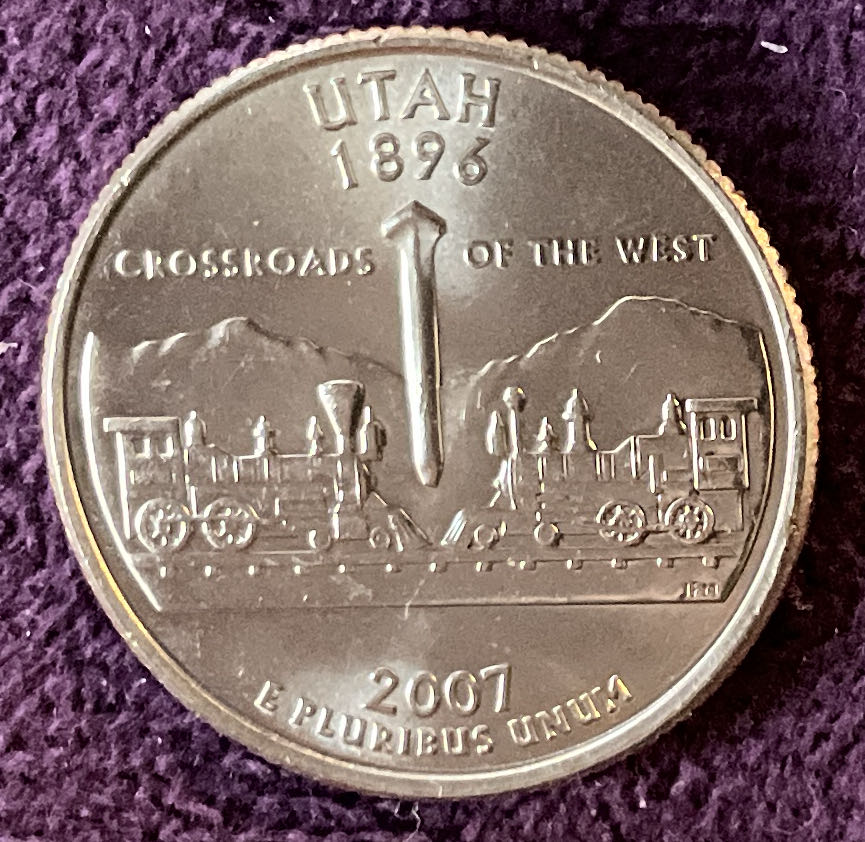 UTAH
1896
CROSSROADS OF THE WEST
2007
E PLURIBUS UNUM